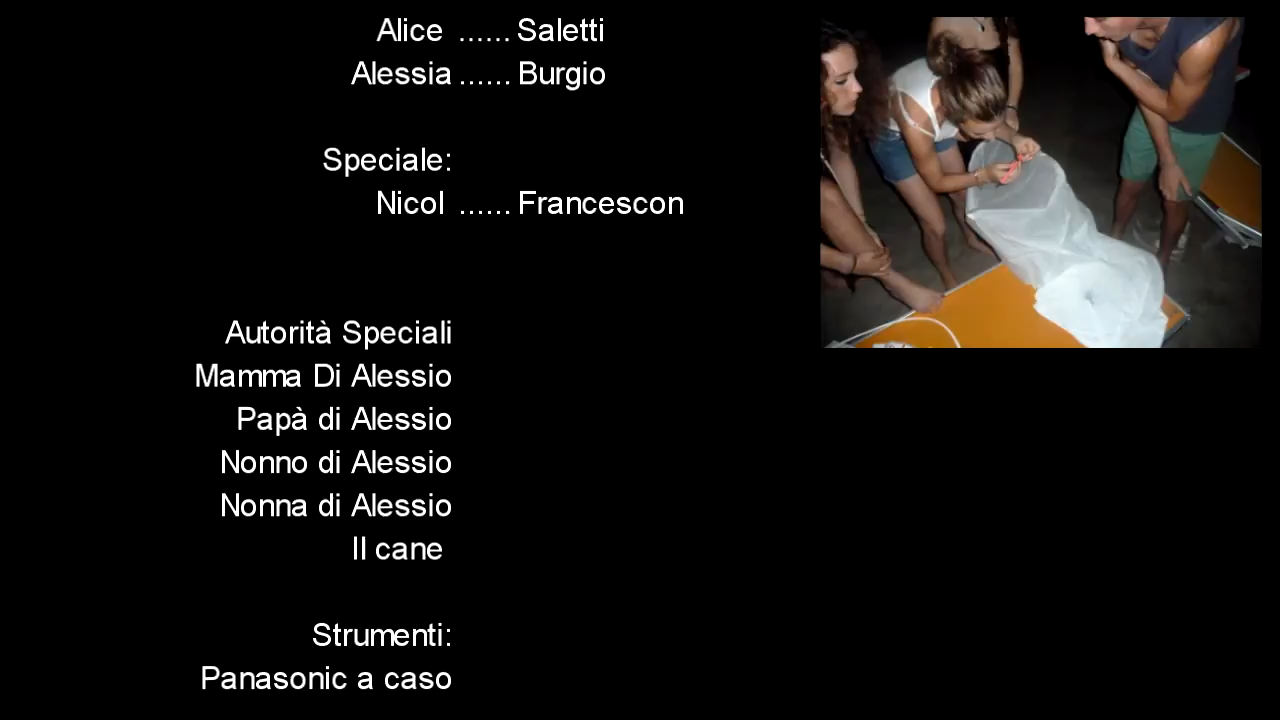 Alice ...... Saletti
Alessia ...... Burgio
Speciale:
Nicol ...... Francescon
Autorità Speciali
Mamma Di Alessio
Papà di Alessio
Nonno di Alessio
Nonna di Alessio
Il cane
Strumenti:
Panasonic a caso